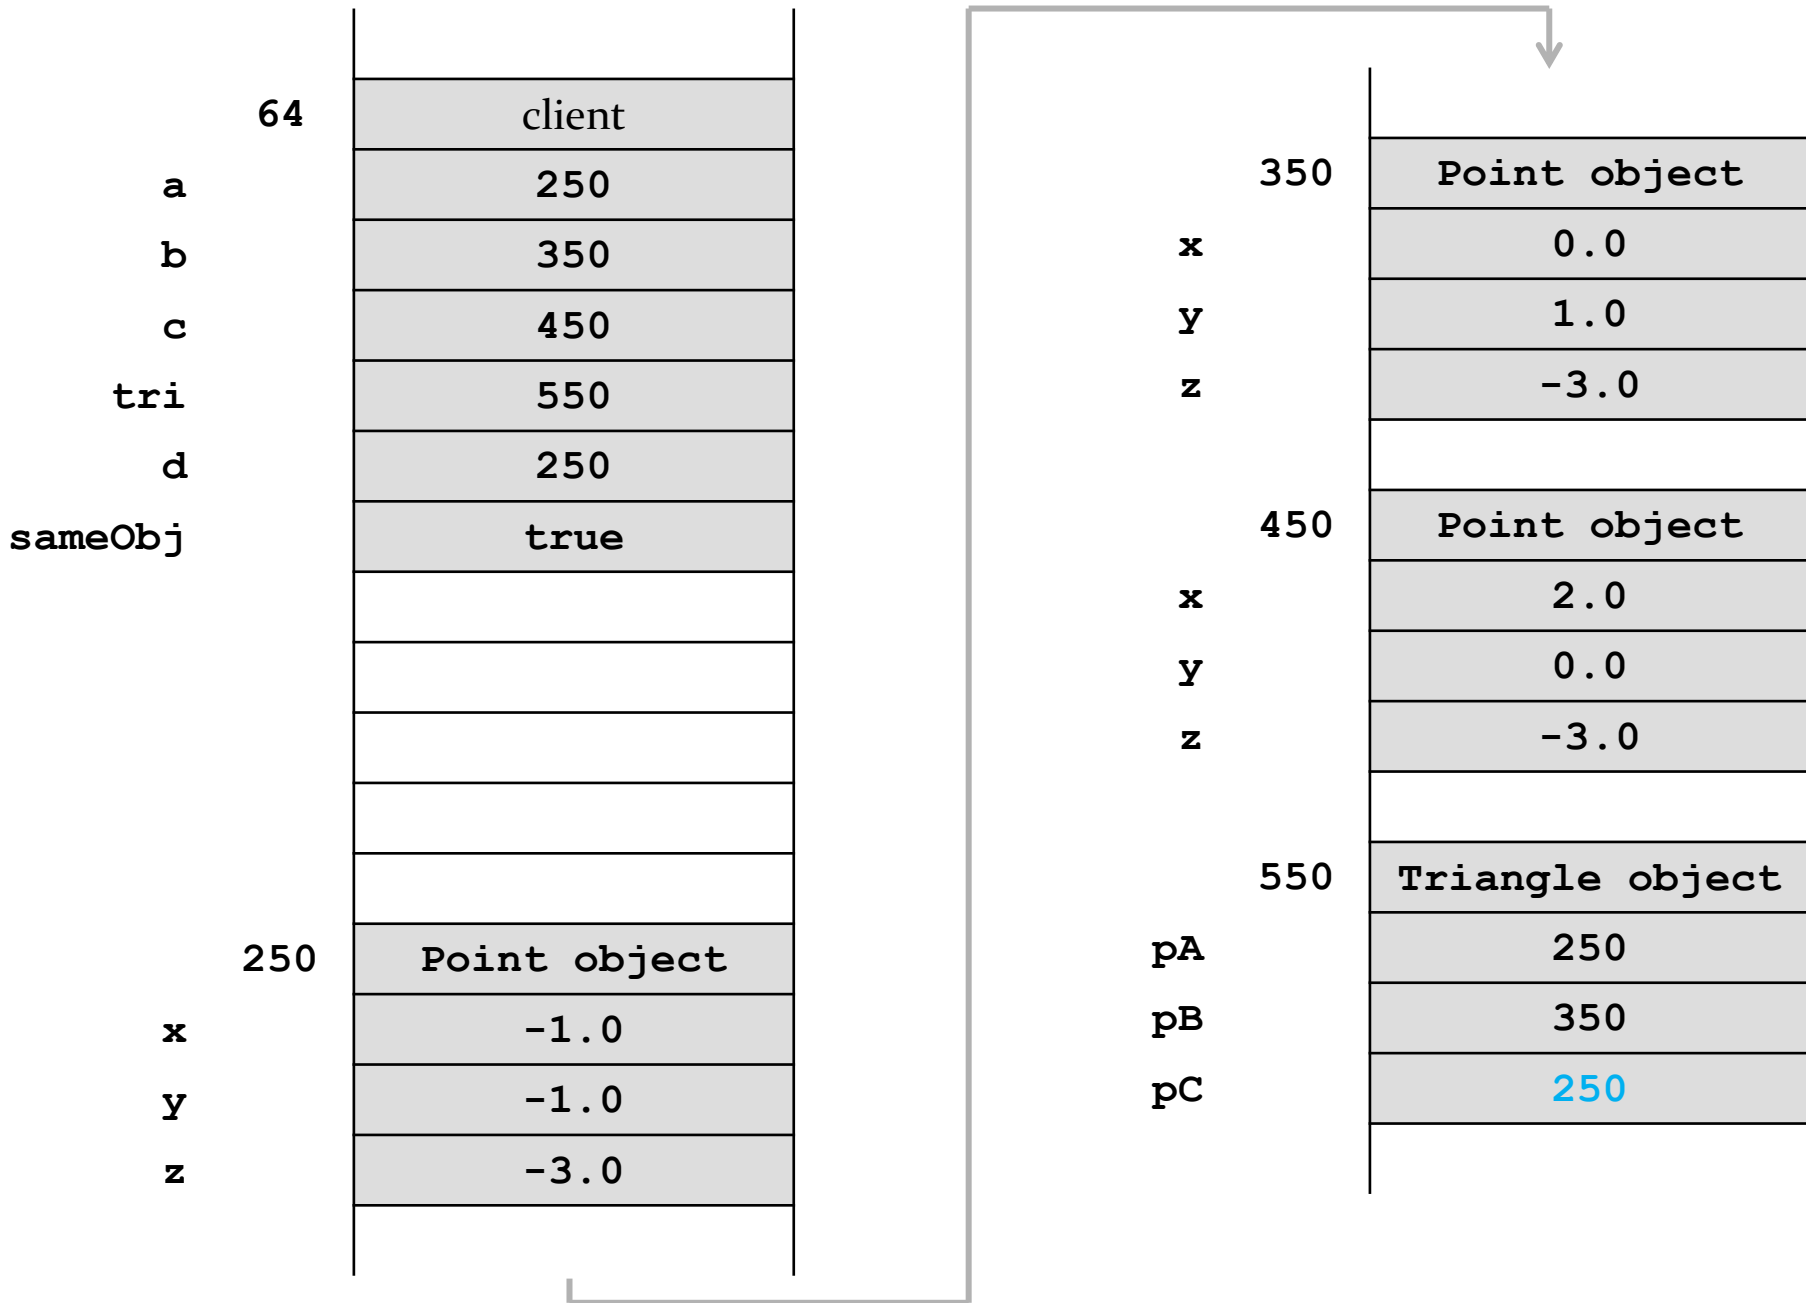 64 client
a 250
b 350
c 450
tri 550
d 250
sameObj true
250 Point object
x -1.0
y -1.0
z -3.0
350 Point object
x 0.0
y 1.0
z -3.0
450 Point object
x 2.0
y 0.0
z -3.0
550 Triangle object
pA 250
pB 350
pC 250